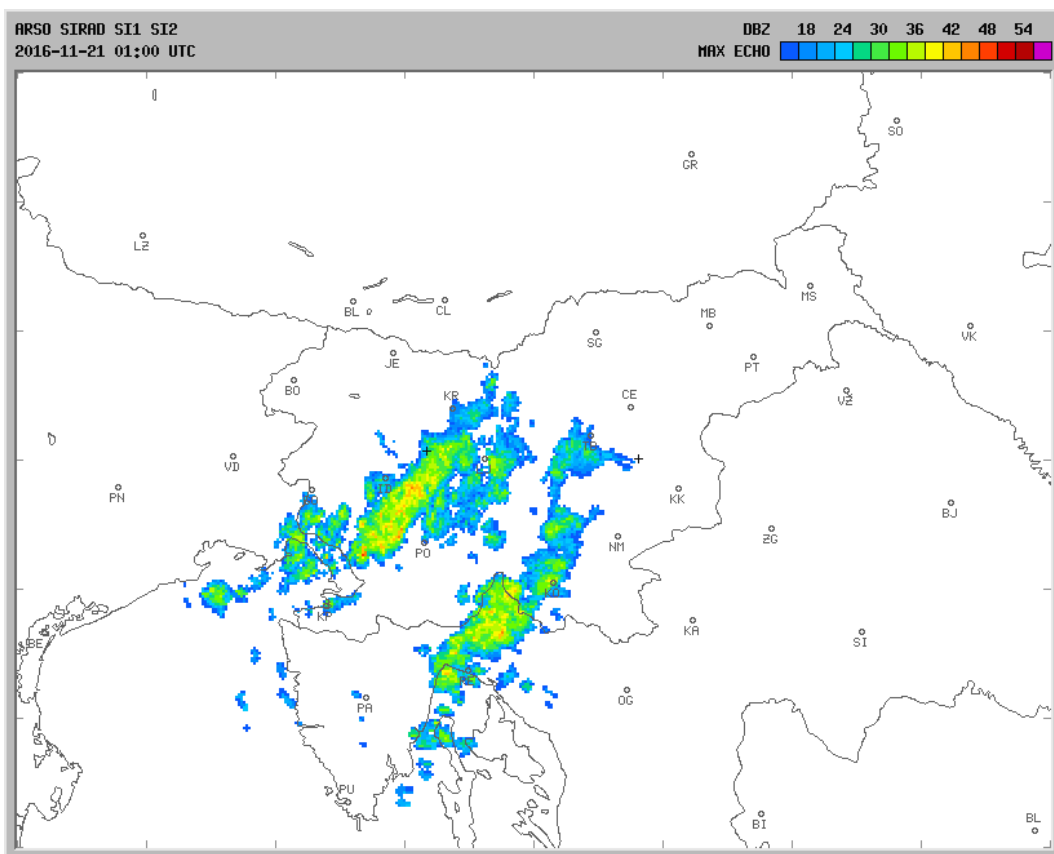 ARSO SIRAD SI1 SI2
2016-11-21 01:00 UTC
DBZ 18 24 30 36 42 48 54
MAX ECHO
SO
GR
LZ
MS
BL
CL
MB
VK
SG
JE
PT
BO
KR
CE
VZ
VD
ID
PN
KK
BJ
ZG
PO
NM
KP
KA
BE
SI
PA
OG
PU
BI
BL